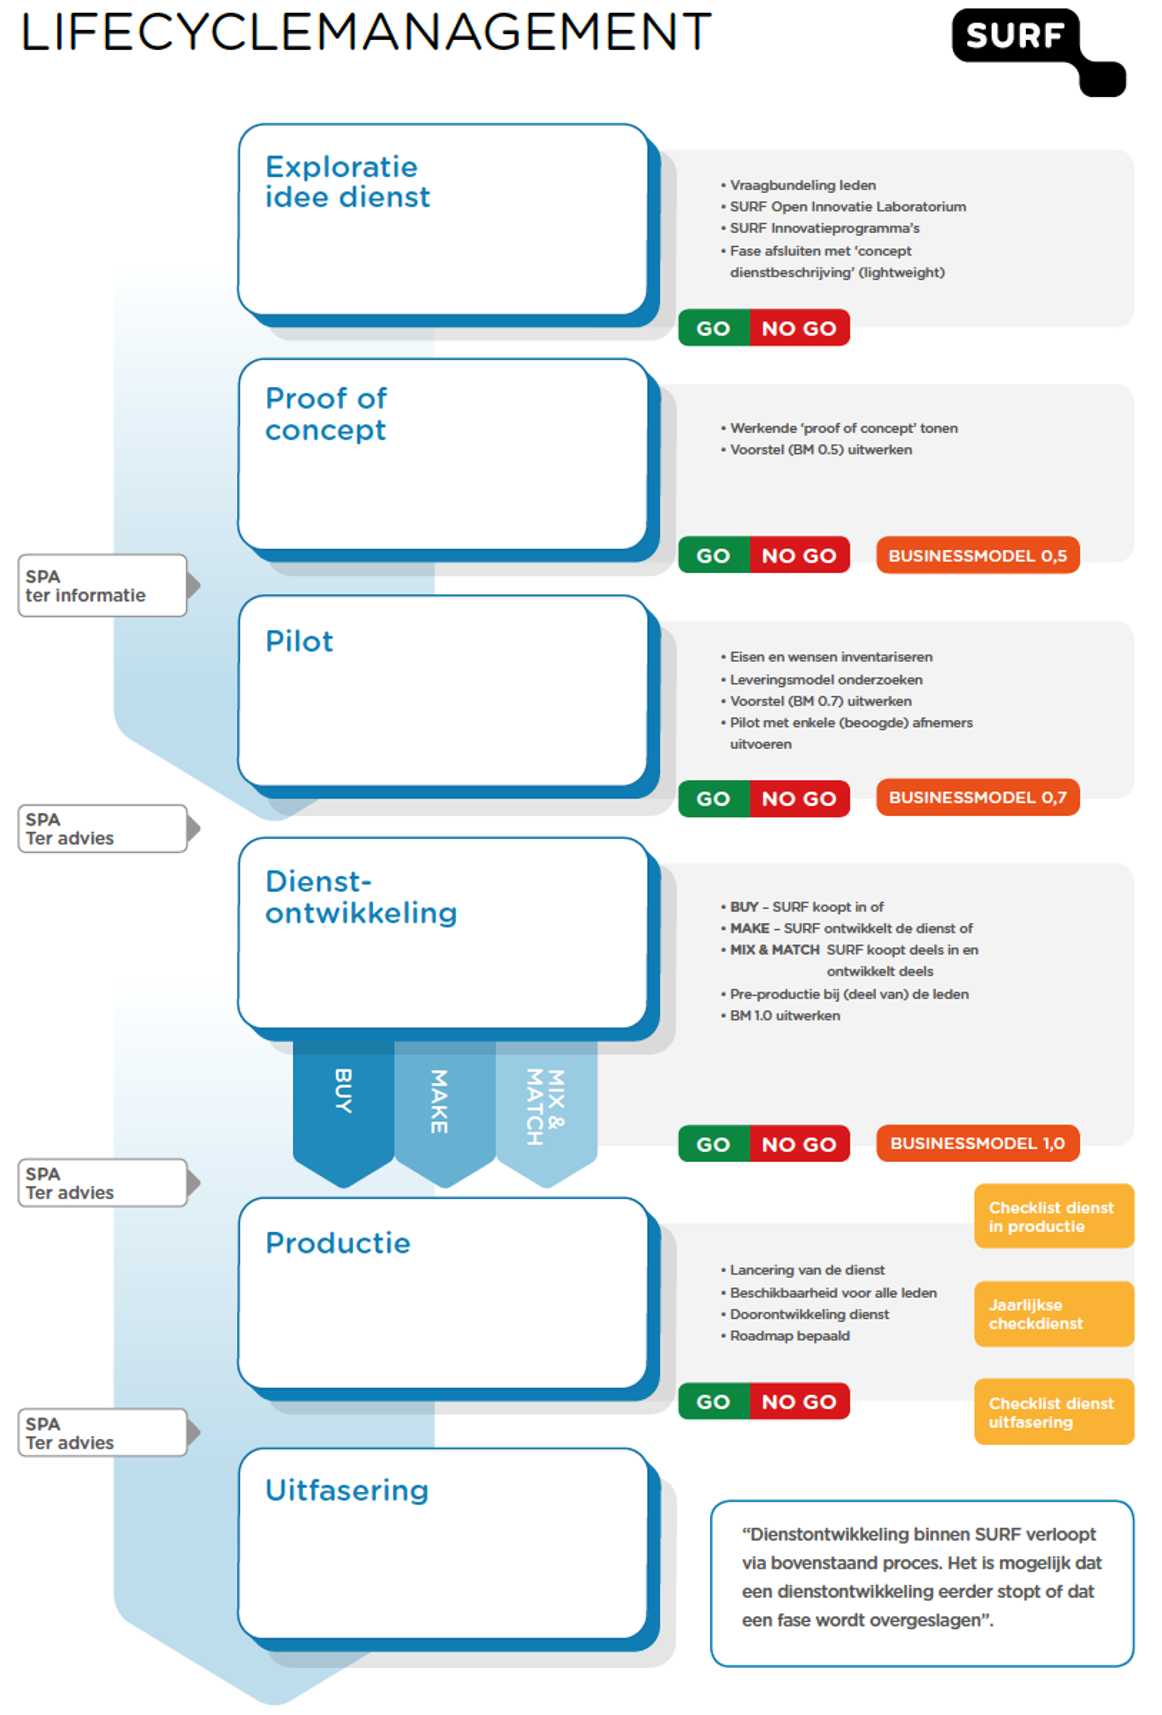 LIFECYCLEMANAGEMENT
SURF
Exploratie
idee dienst
• Vraagbundeling leden
• SURF Open Innovatie Laboratorium
• SURF Innovatieprogramma's
• Fase afsluiten met 'concept
dienstbeschrijving' (lightweight)
GO NO GO
Proof of
concept
• Werkende 'proof of concept' tonen
• Voorstel (BM 0.5) uitwerken
GO NO GO BUSINESSMODEL 0,5
SPA
ter informatie
Pilot
• Eisen en wensen inventariseren
• Leveringsmodel onderzoeken
• Voorstel (BM 0.7) uitwerken
• Pilot met enkele (beoogde) afnemers
uitvoeren
GO NO GO BUSINESSMODEL 0,7
SPA
Ter advies
Dienst-
ontwikkeling
• BUY – SURF koopt in of
• MAKE – SURF ontwikkelt de dienst of
• MIX & MATCH SURF koopt deels in en
ontwikkelt deels
• Pre-productie bij (deel van) de leden
• BM 1.0 uitwerken
BUY
MAKE
MIX &
MATCH
GO NO GO BUSINESSMODEL 1,0
SPA
Ter advies
Productie
• Lancering van de dienst
• Beschikbaarheid voor alle leden
• Doorontwikkeling dienst
• Roadmap bepaald
Checklist dienst
in productie
Jaarlijkse
checkdienst
Checklist dienst
uitfasering
GO NO GO
SPA
Ter advies
Uitfasering
“Dienstontwikkeling binnen SURF verloopt
via bovenstaand proces. Het is mogelijk dat
een dienstontwikkeling eerder stopt of dat
een fase wordt overgeslagen”.